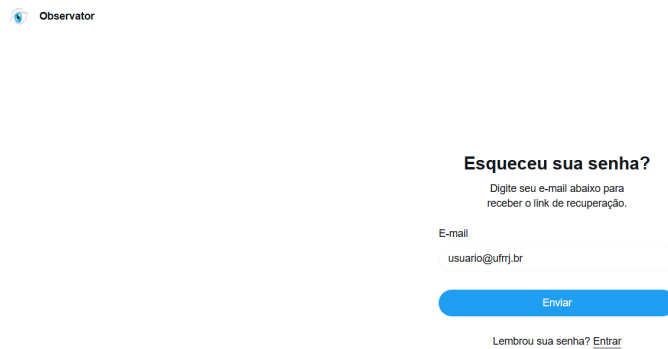 Observator
Esqueceu sua senha?
Digite seu e-mail abaixo para
receber o link de recuperação.
E-mail
usuario@ufrrj.br
Enviar
Lembrou sua senha? Entrar